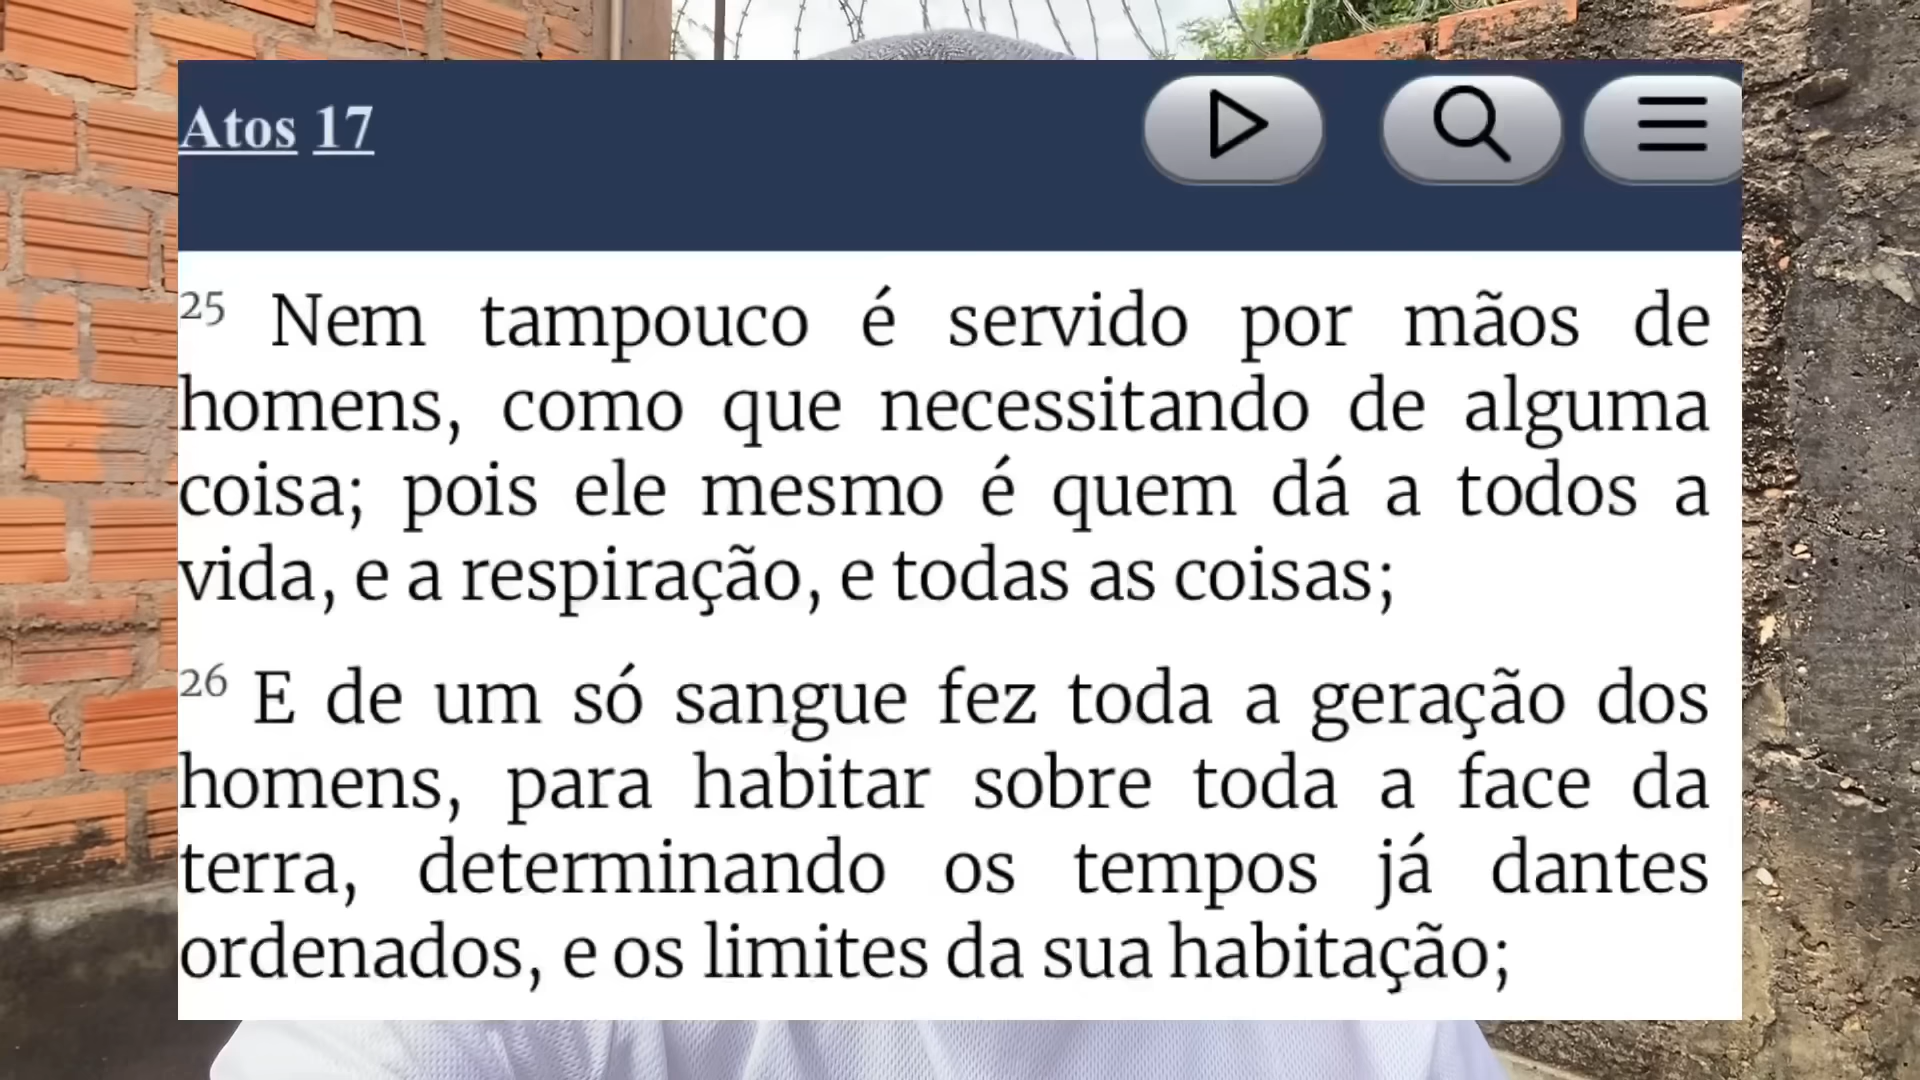 Atos 17
25 Nem tampouco é servido por mãos de
homens, como que necessitando de alguma
coisa; pois ele mesmo é quem dá a todos a
vida, e a respiração, e todas as coisas;
26 E de um só sangue fez toda a geração dos
homens, para habitar sobre toda a face da
terra, determinando os tempos já dantes
ordenados, e os limites da sua habitação;